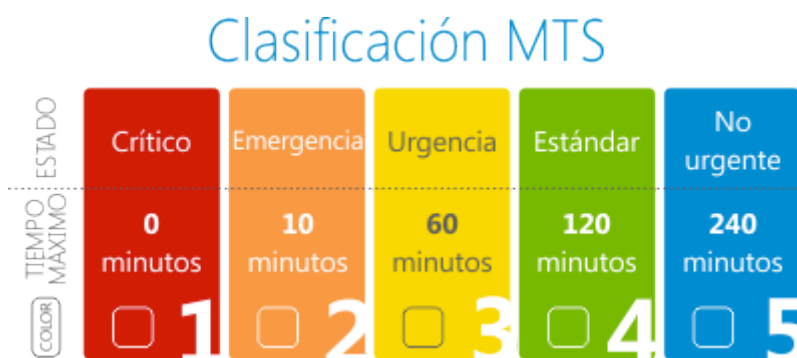 Clasificación MTS
ESTADO
Crítico
Emergencia
Urgencia
Estándar
No
urgente
TIEMPO
MÁXIMO
0
minutos
10
minutos
60
minutos
120
minutos
240
minutos
COLOR
1
2
3
4
5